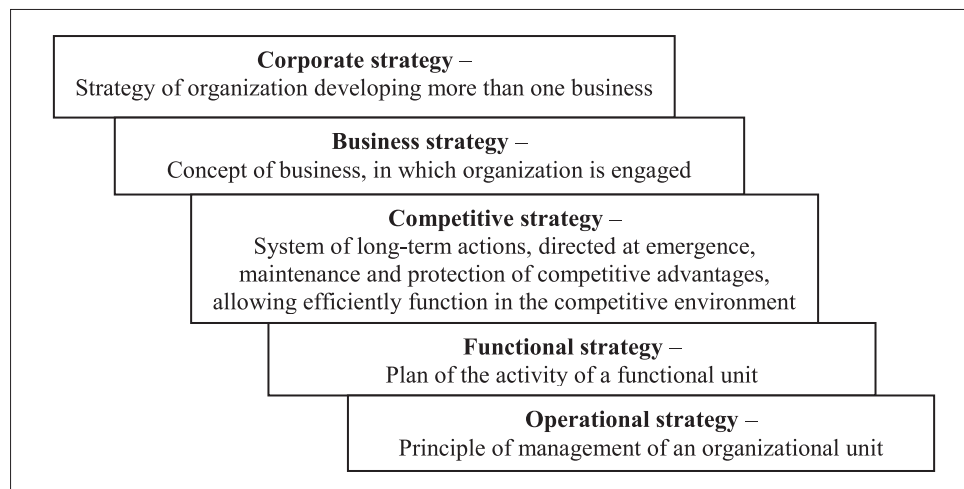 Corporate strategy –
Strategy of organization developing more than one business
Business strategy –
Concept of business, in which organization is engaged
Competitive strategy –
System of long-term actions, directed at emergence,
maintenance and protection of competitive advantages,
allowing efficiently function in the competitive environment
Functional strategy –
Plan of the activity of a functional unit
Operational strategy –
Principle of management of an organizational unit